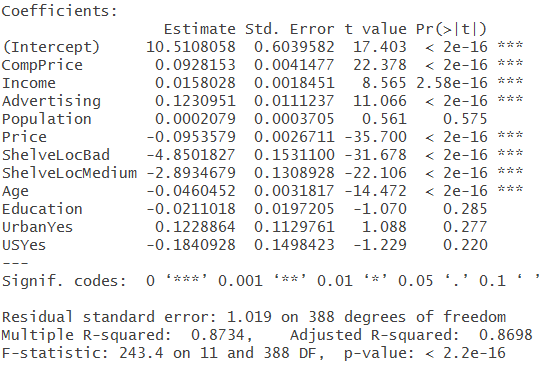 Coefficients:
                Estimate Std. Error t value Pr(>|t|)
(Intercept)   10.5108058  0.6039582  17.403  < 2e-16 ***
CompPrice      0.0928153  0.0041477  22.378  < 2e-16 ***
Income         0.0158028  0.0018451   8.565 2.58e-16 ***
Advertising    0.1230951  0.0111237  11.066  < 2e-16 ***
Population     0.0002079  0.0003705   0.561    0.575
Price         -0.0953579  0.0026711 -35.700  < 2e-16 ***
ShelveLocBad  -4.8501827  0.1531100 -31.678  < 2e-16 ***
ShelveLocMedium -2.8934679  0.1308928 -22.106  < 2e-16 ***
Age           -0.0460452  0.0031817 -14.472  < 2e-16 ***
Education     -0.0211018  0.0197205  -1.070    0.285
UrbanYes       0.1228864  0.1129761   1.088    0.277
USYes         -0.1840928  0.1498423  -1.229    0.220
---
Signif. codes:  0 ‘***’ 0.001 ‘**’ 0.01 ‘*’ 0.05 ‘.’ 0.1 ‘ ’
Residual standard error: 1.019 on 388 degrees of freedom
Multiple R-squared:  0.8734,    Adjusted R-squared:  0.8698
F-statistic: 243.4 on 11 and 388 DF,  p-value: < 2.2e-16